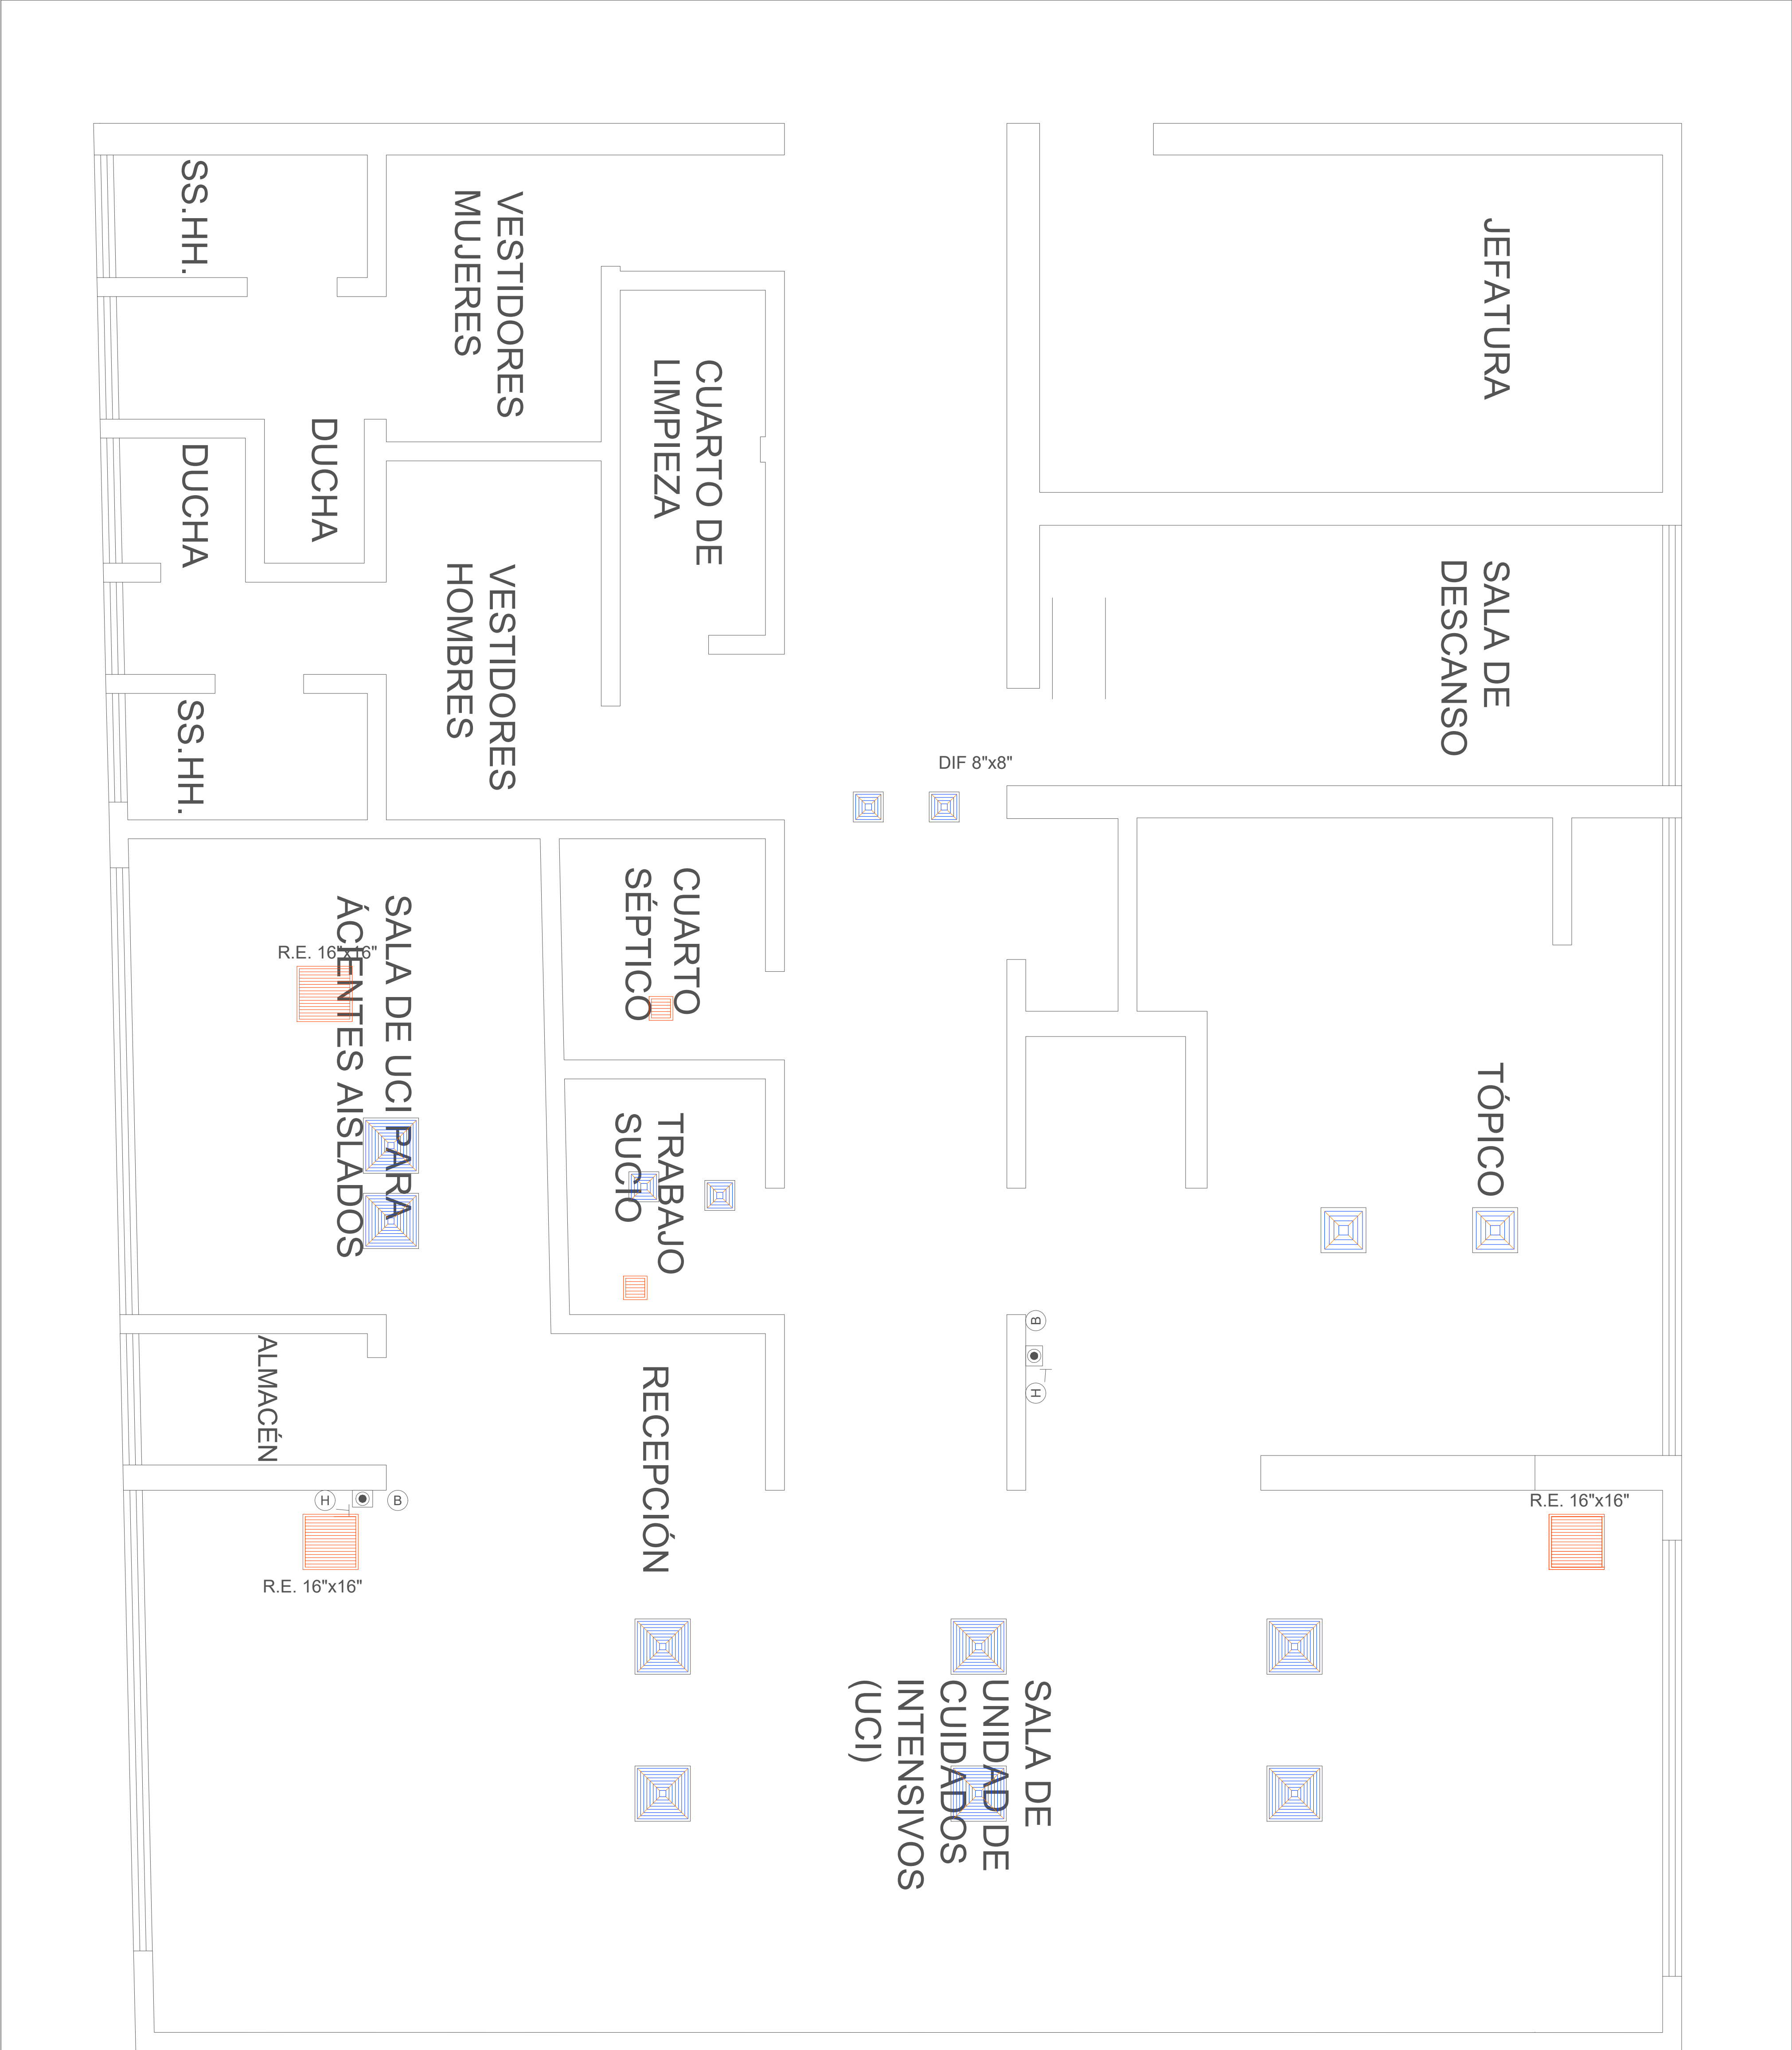 SS.HH.
VESTIDORES
MUJERES
JEFATURA
CUARTO DE
LIMPIEZA
DUCHA
DUCHA
VESTIDORES
HOMBRES
SALA DE
DESCANSO
SS.HH.
DIF 8"x8"
SALA DE UCI PARA
ÁCIENTES AISLADOS
R.E. 16"x16"
CUARTO
SÉPTICO
TÓPICO
TRABAJO
SUCIO
B
H
ALMACÉN
RECEPCIÓN
H
B
R.E. 16"x16"
R.E. 16"x16"
SALA DE
UNIDAD DE
CUIDADOS
INTENSIVOS
(UCI)